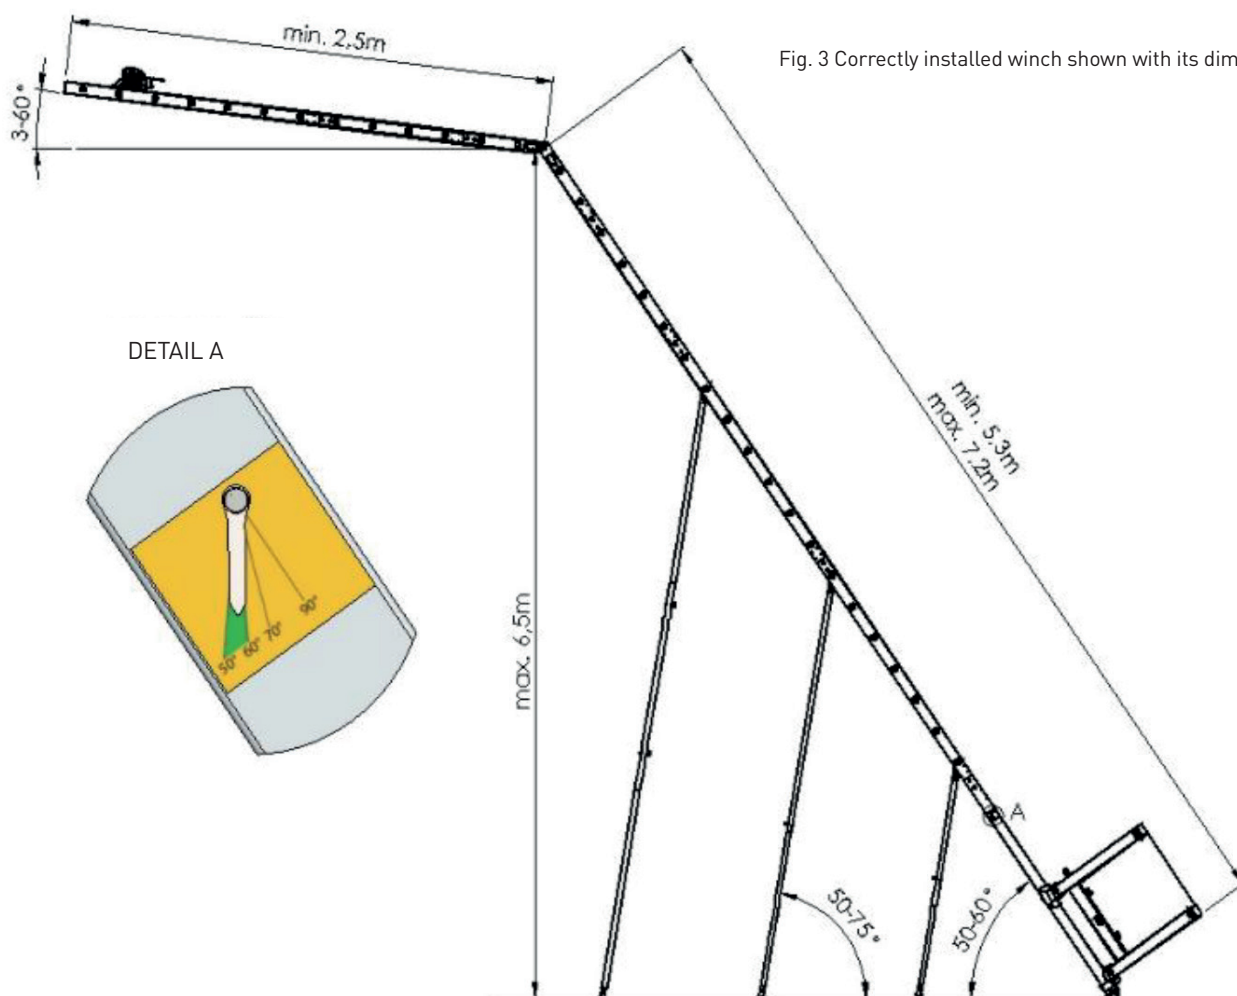 min. 2,5m
Fig. 3 Correctly installed winch shown with its dim
3-60°
DETAIL A
min. 5,3m
max. 7,2m
max. 6,5m
50°
60°
70°
90°
A
50-75°
50-60°